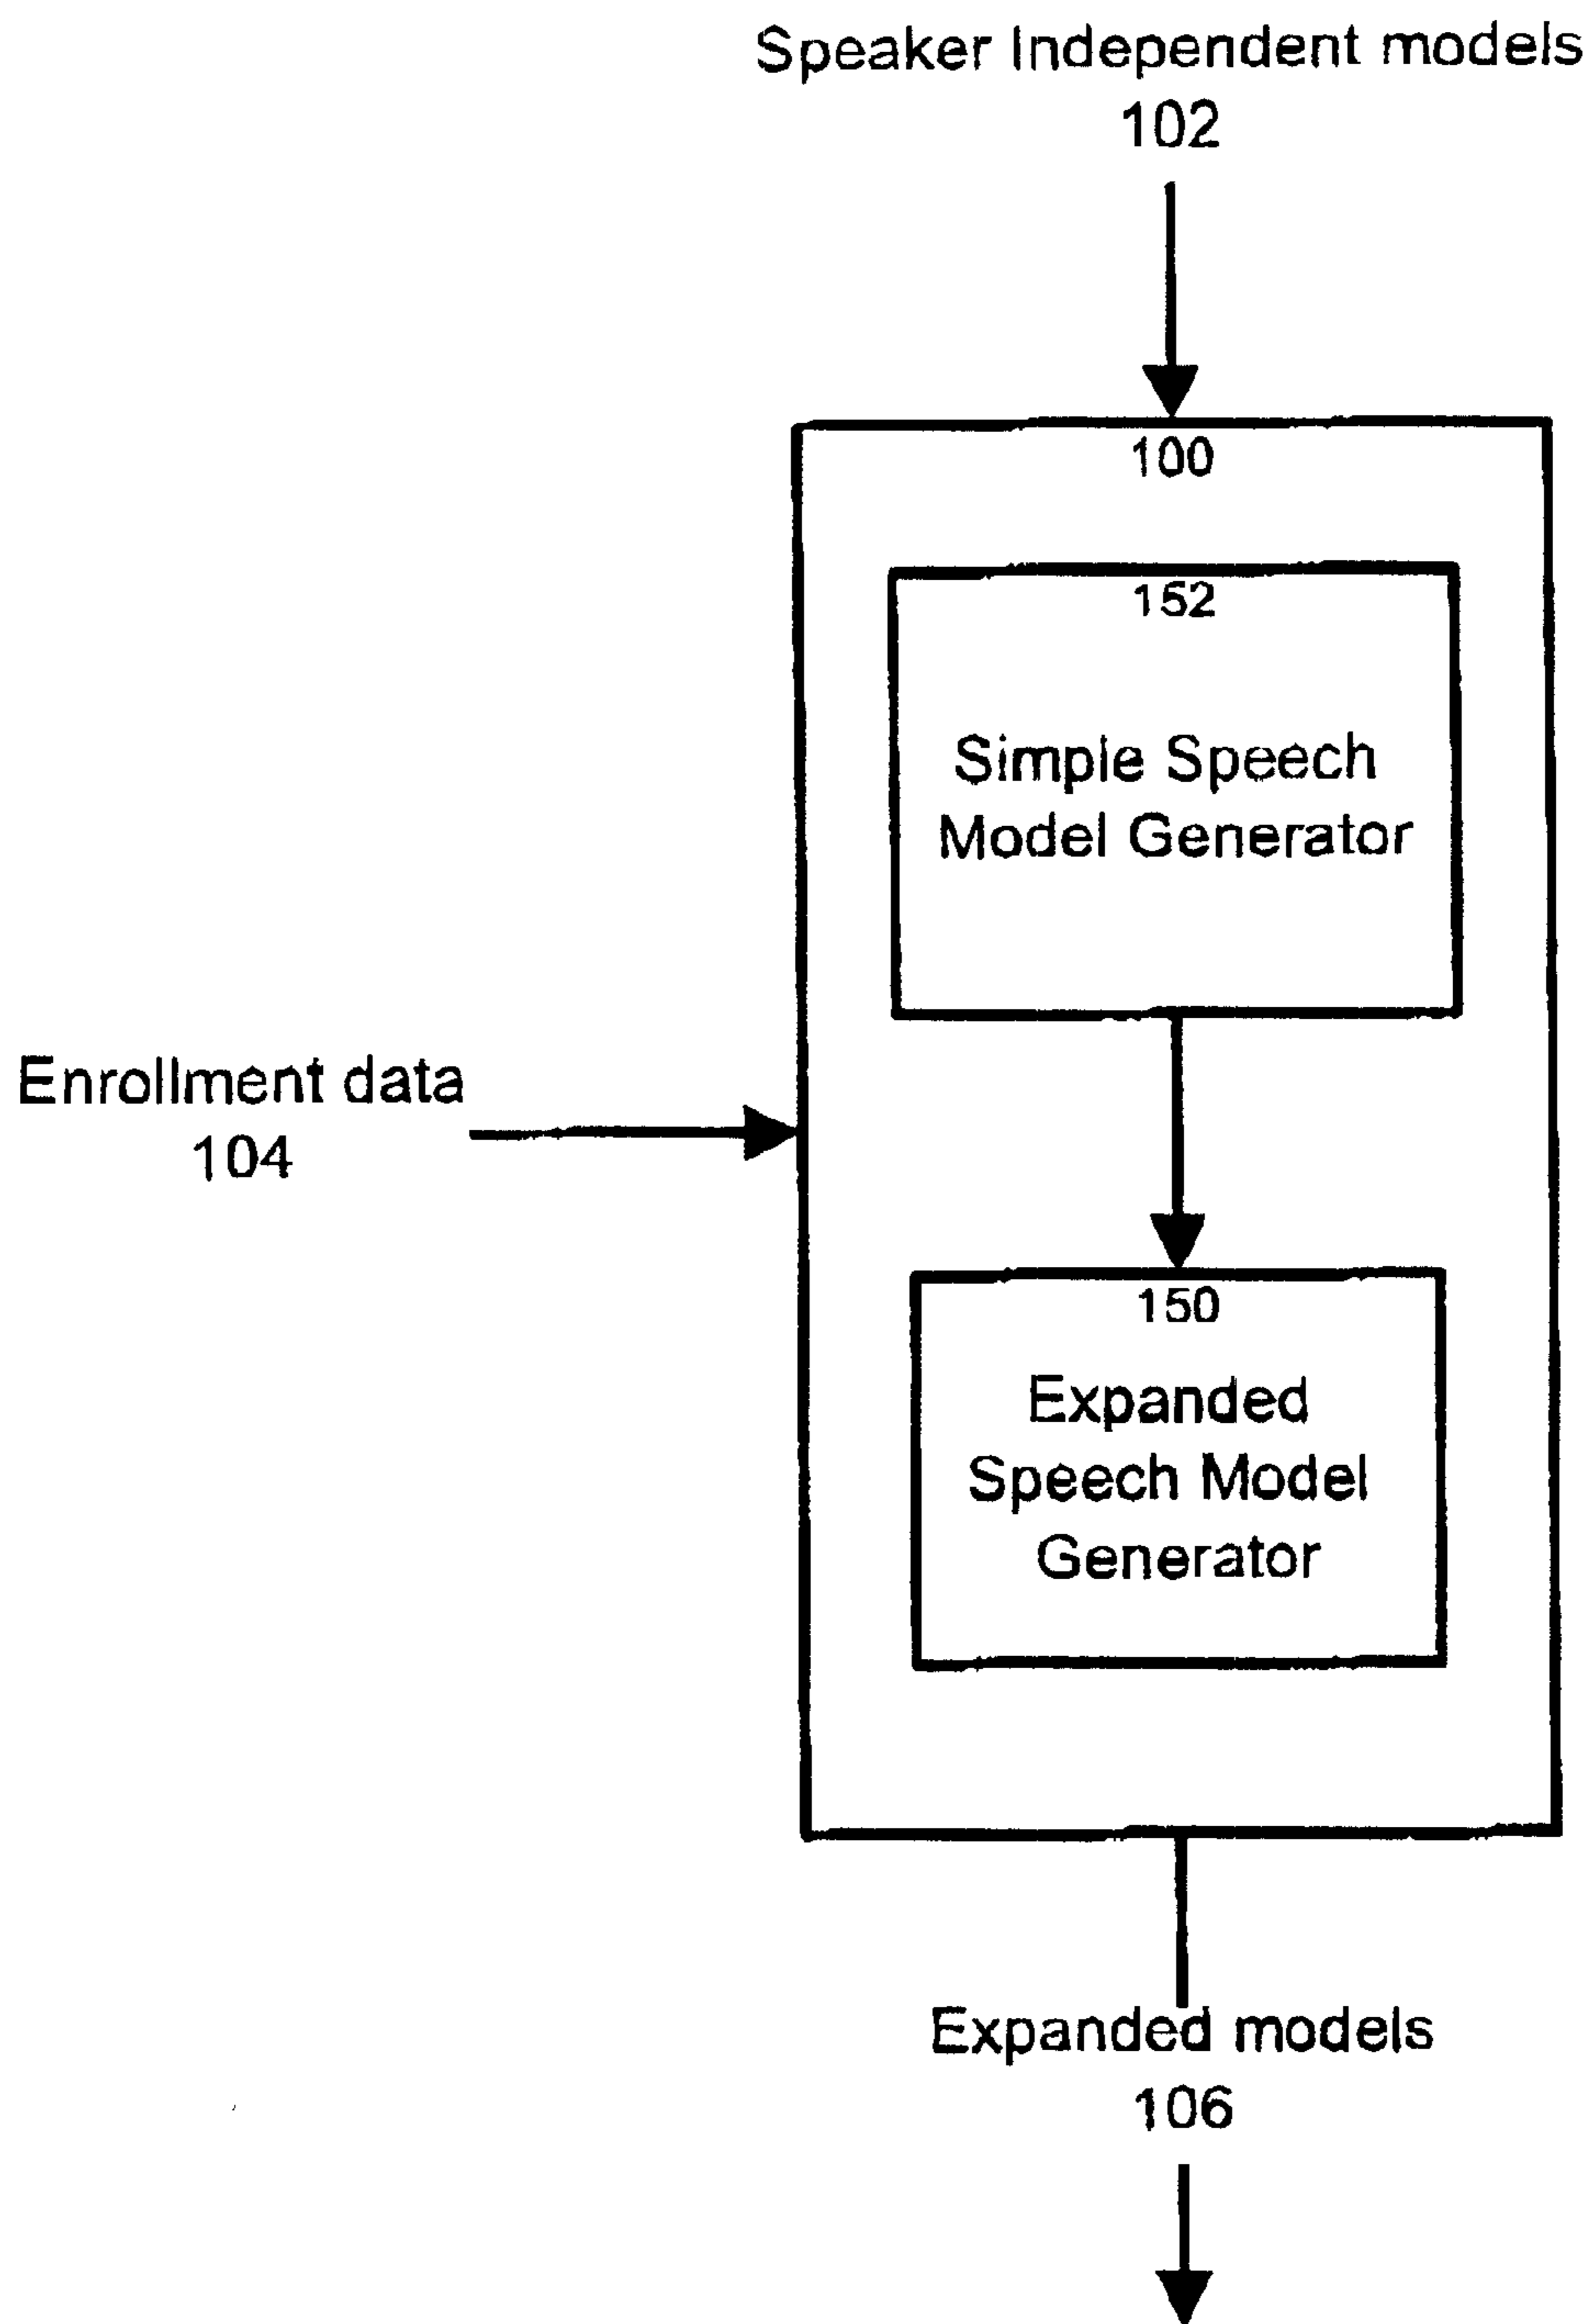 Speaker Independent models
102
100
152
Simple Speech
Model Generator
Enrollment data
104
150
Expanded
Speech Model
Generator
Expanded models
106